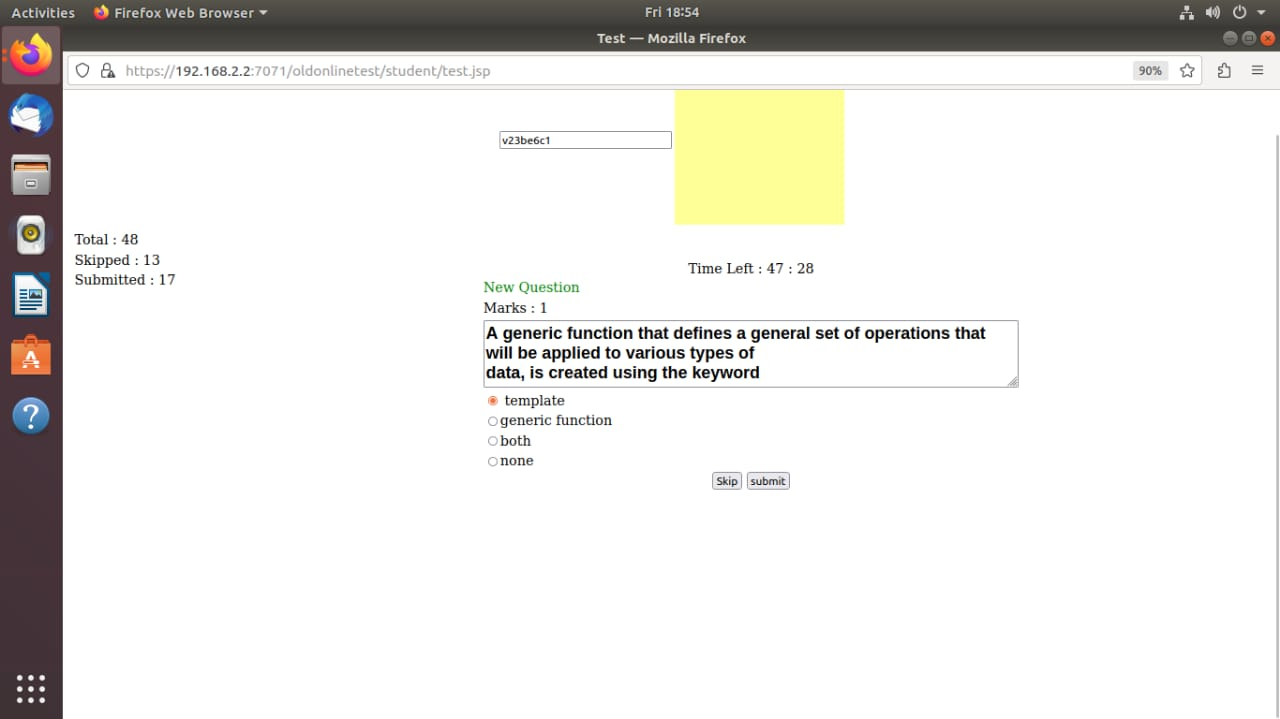 Activities
Firefox Web Browser
Fri 18:54
Test — Mozilla Firefox
https://192.168.2.2:7071/oldonlinetest/student/test.jsp
90%
v23be6c1
Total : 48
Skipped : 13
Submitted : 17
Time Left : 47 : 28
New Question
Marks : 1
A generic function that defines a general set of operations that
will be applied to various types of
data, is created using the keyword
template
generic function
both
none
Skip
submit